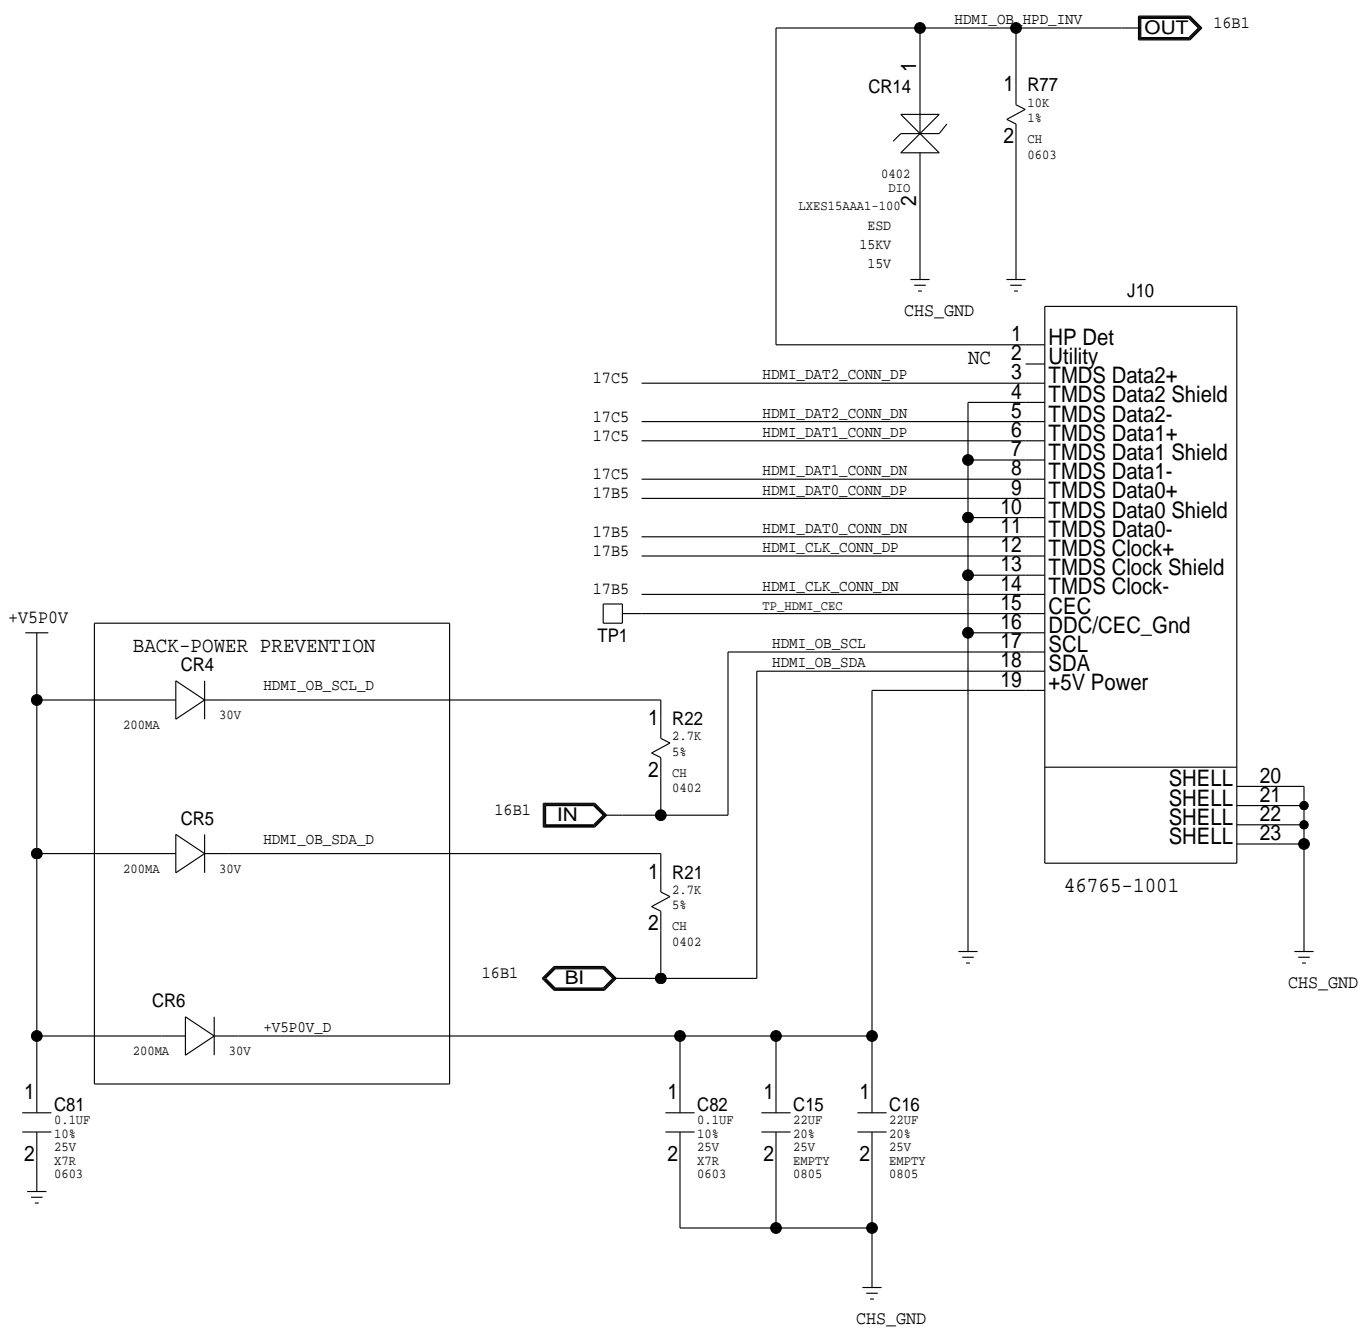 HDMI_OB_HPD_INV
OUT
16B1
1
CR14
0402
DIO
2
LXES15AAA1-100
ESD
15KV
15V
CHS_GND
1
R77
10K
1%
2
CH
0603
J10
1 HP Det
NC 2 Utility
17C5 HDMI_DAT2_CONN_DP 3 TMDS Data2+
4 TMDS Data2 Shield
17C5 HDMI_DAT2_CONN_DN 5 TMDS Data2-
17C5 HDMI_DAT1_CONN_DP 6 TMDS Data1+
7 TMDS Data1 Shield
17C5 HDMI_DAT1_CONN_DN 8 TMDS Data1-
17B5 HDMI_DAT0_CONN_DP 9 TMDS Data0+
10 TMDS Data0 Shield
17B5 HDMI_DAT0_CONN_DN 11 TMDS Data0-
17B5 HDMI_CLK_CONN_DP 12 TMDS Clock+
13 TMDS Clock Shield
17B5 HDMI_CLK_CONN_DN 14 TMDS Clock-
TP_HDMI_CEC 15 CEC
TP1
16 DDC/CEC_Gnd
HDMI_OB_SCL 17 SCL
HDMI_OB_SDA 18 SDA
19 +5V Power
SHELL 20
SHELL 21
SHELL 22
SHELL 23
46765-1001
CHS_GND
+V5P0V
BACK-POWER PREVENTION
CR4
HDMI_OB_SCL_D
200MA 30V
1
R22
2.7K
5%
2
CH
0402
16B1 IN
CR5
HDMI_OB_SDA_D
200MA 30V
1
R21
2.7K
5%
2
CH
0402
16B1 BI
CR6
+V5P0V_D
200MA 30V
1
C81
0.1UF
10%
25V
2
X7R
0603
1
C82
0.1UF
10%
25V
2
X7R
0603
1
C15
22UF
20%
25V
2
EMPTY
0805
1
C16
22UF
20%
25V
2
EMPTY
0805
CHS_GND